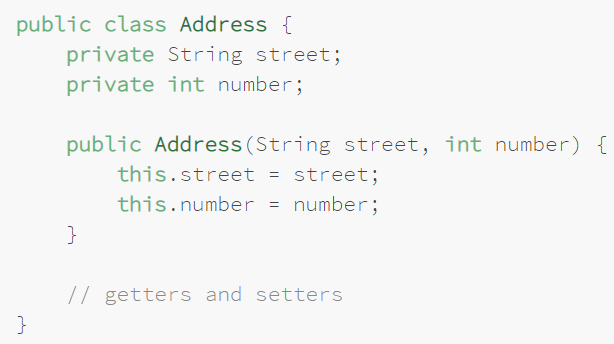 public class Address {
    private String street;
    private int number;

    public Address(String street, int number) {
        this.street = street;
        this.number = number;
    }

    // getters and setters
}